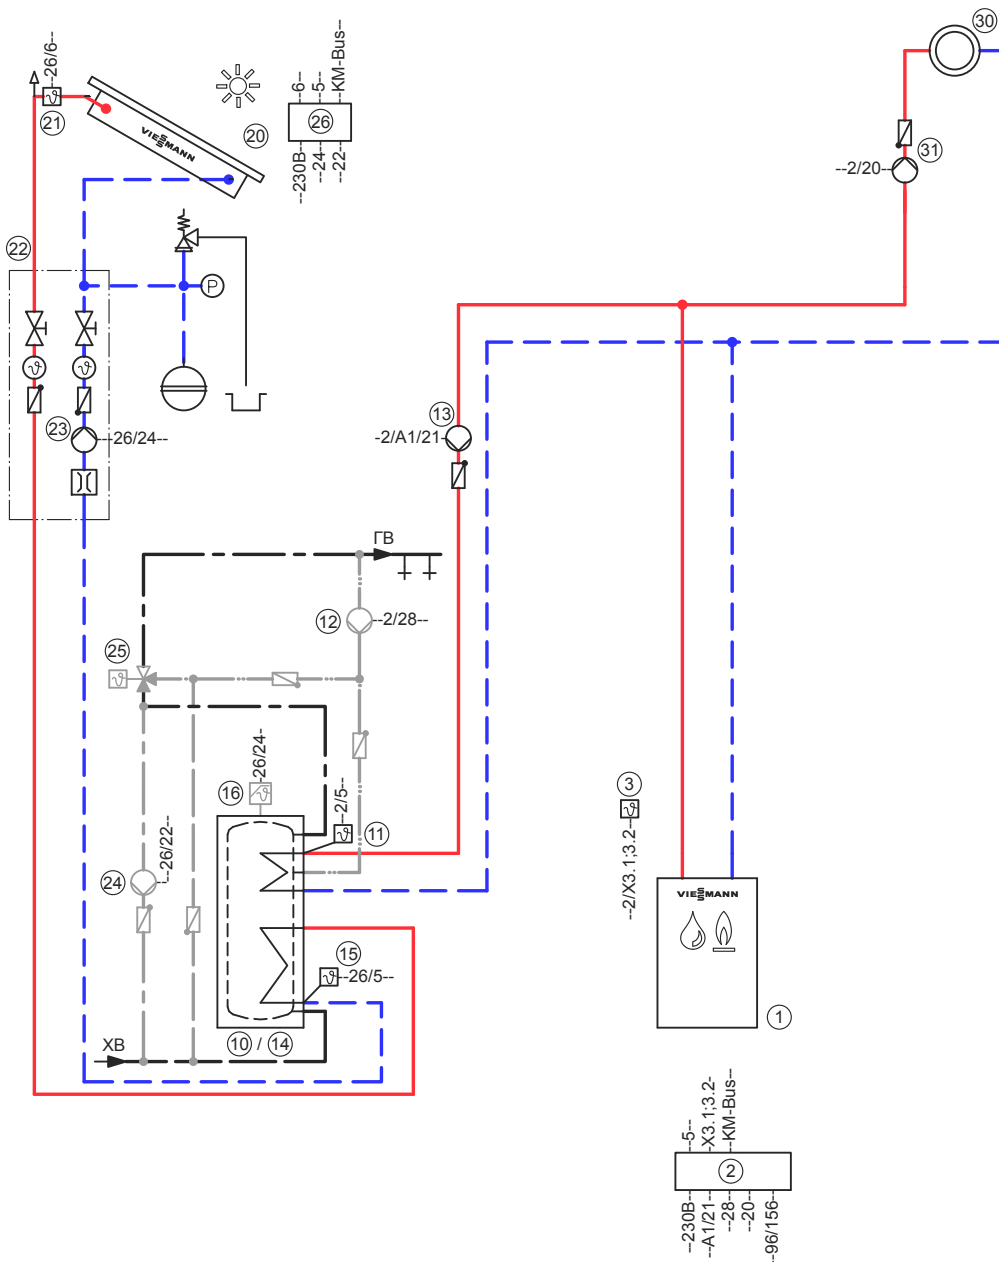 30
--26/6--
21
VIESSMANN
20
--6--
--5--
KM-Bus--
26
--230B--
--24--
--22--
31
--2/20--
22
P
23
---26/24--
13
-2/A1/21-
ГВ
12
--2/28--
25
-26/24-
16
--2/5--
11
3
--2/X3.1;3.2--
24
--26/22--
VIESSMANN
15
--26/5--
1
10 / 14
ХВ
--5--
-X3.1;3.2-
--KM-Bus--
2
--230B--
--A1/21--
--28--
--20--
--96/156--